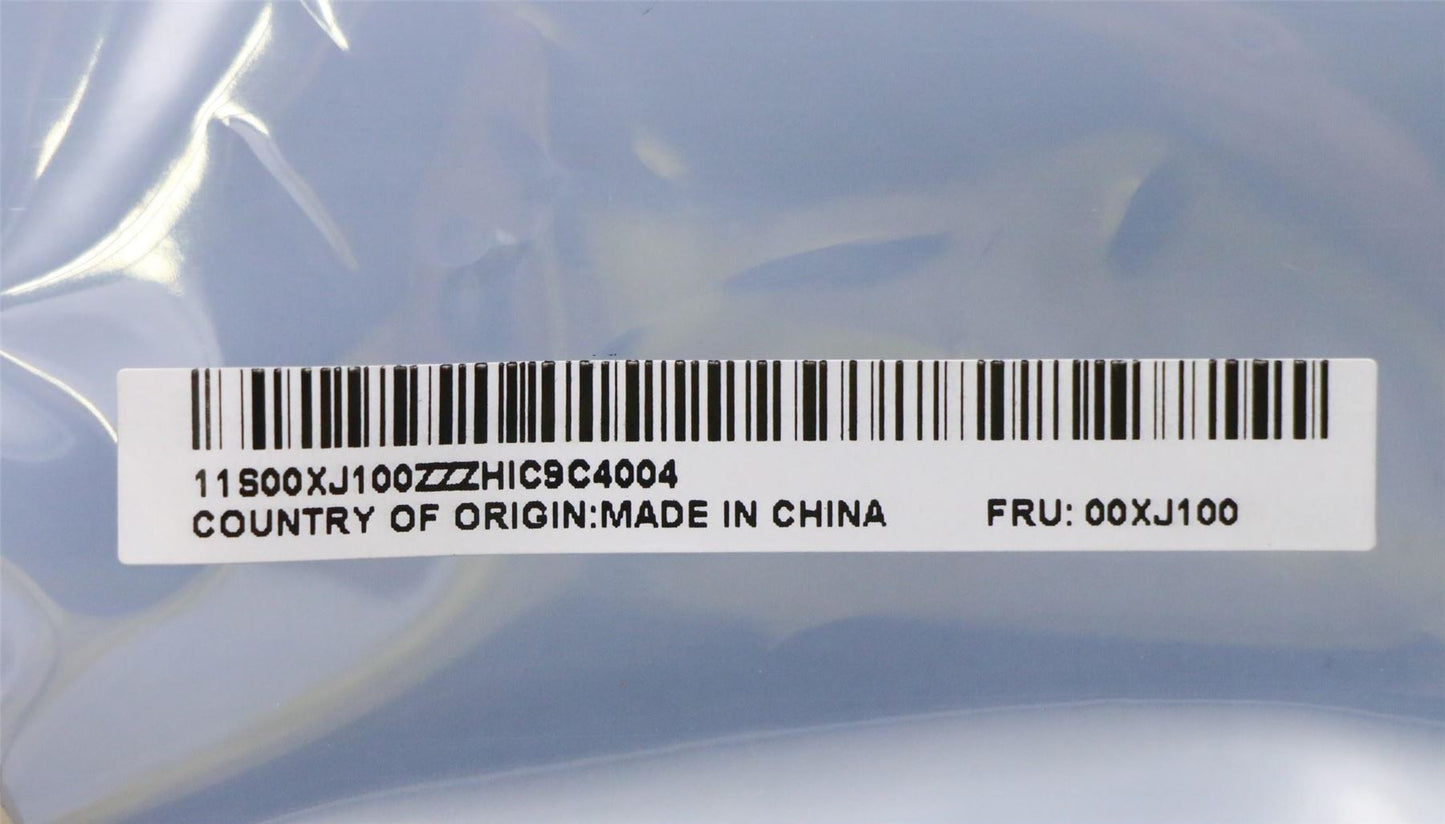 11S00XJ100ZZZHIC9C4004
COUNTRY OF ORIGIN:MADE IN CHINA FRU: 00XJ100